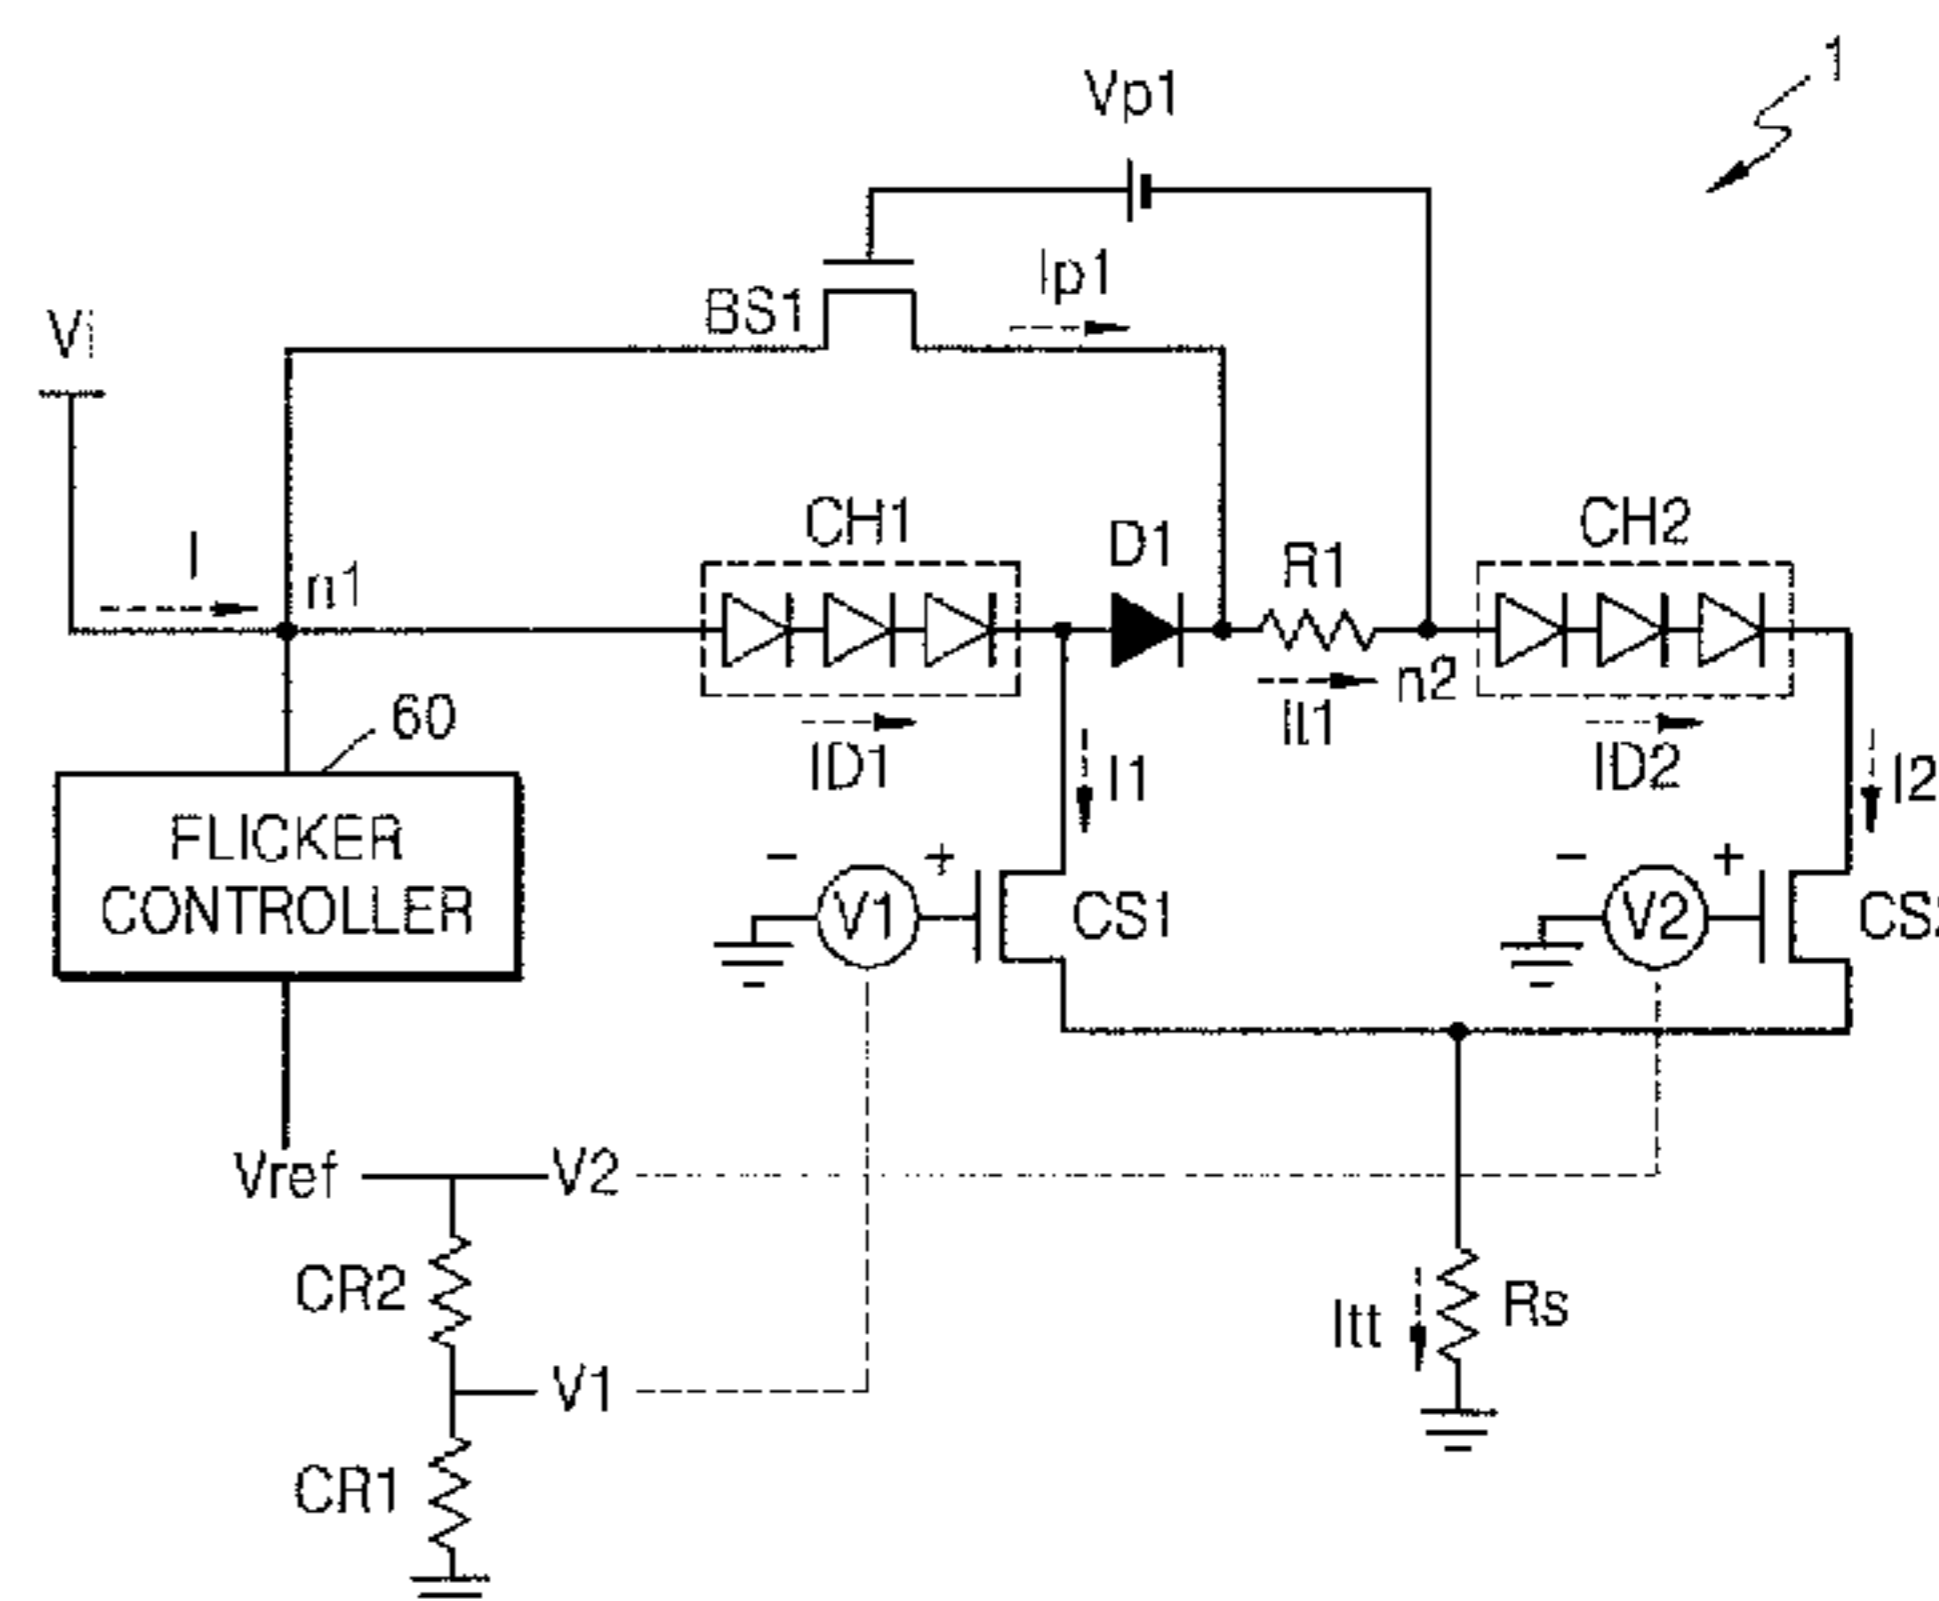 1
Vp1
Ip1
BS1
Vi
CH1
D1
R1
CH2
I
n1
n2
60
ID1
I1
ID2
I2
FLICKER
CONTROLLER
- V1 +
CS1
- V2 +
Vref
V2
CR2
Itt
Rs
V1
CR1